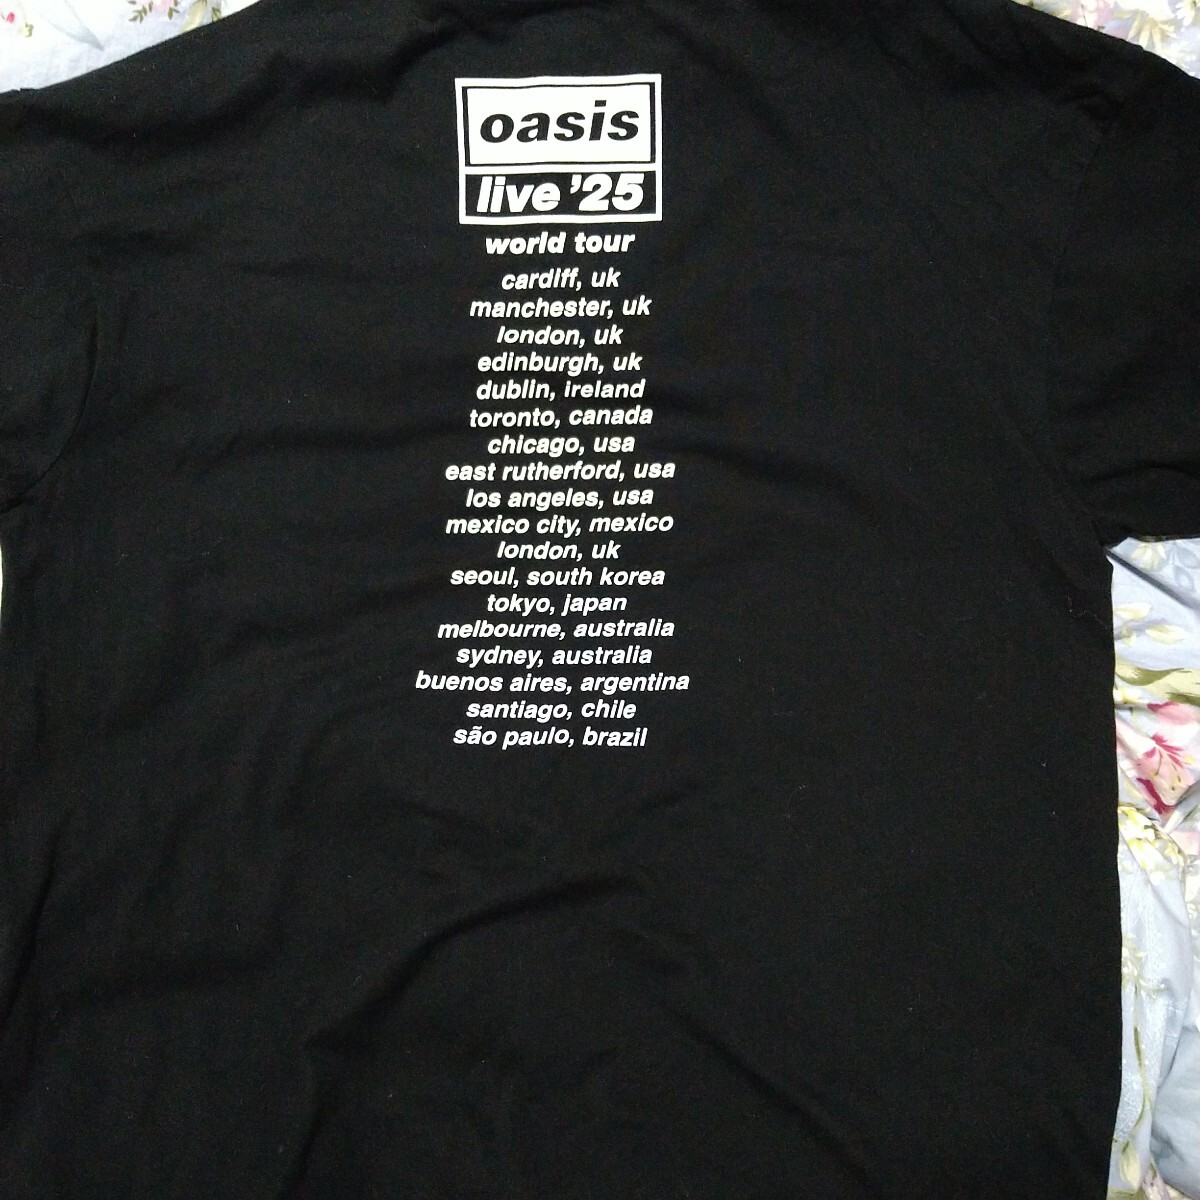 oasis
live '25
world tour
cardiff, uk
manchester, uk
london, uk
edinburgh, uk
dublin, ireland
toronto, canada
chicago, usa
east rutherford, usa
los angeles, usa
mexico city, mexico
london, uk
seoul, south korea
tokyo, japan
melbourne, australia
sydney, australia
buenos aires, argentina
santiago, chile
são paulo, brazil